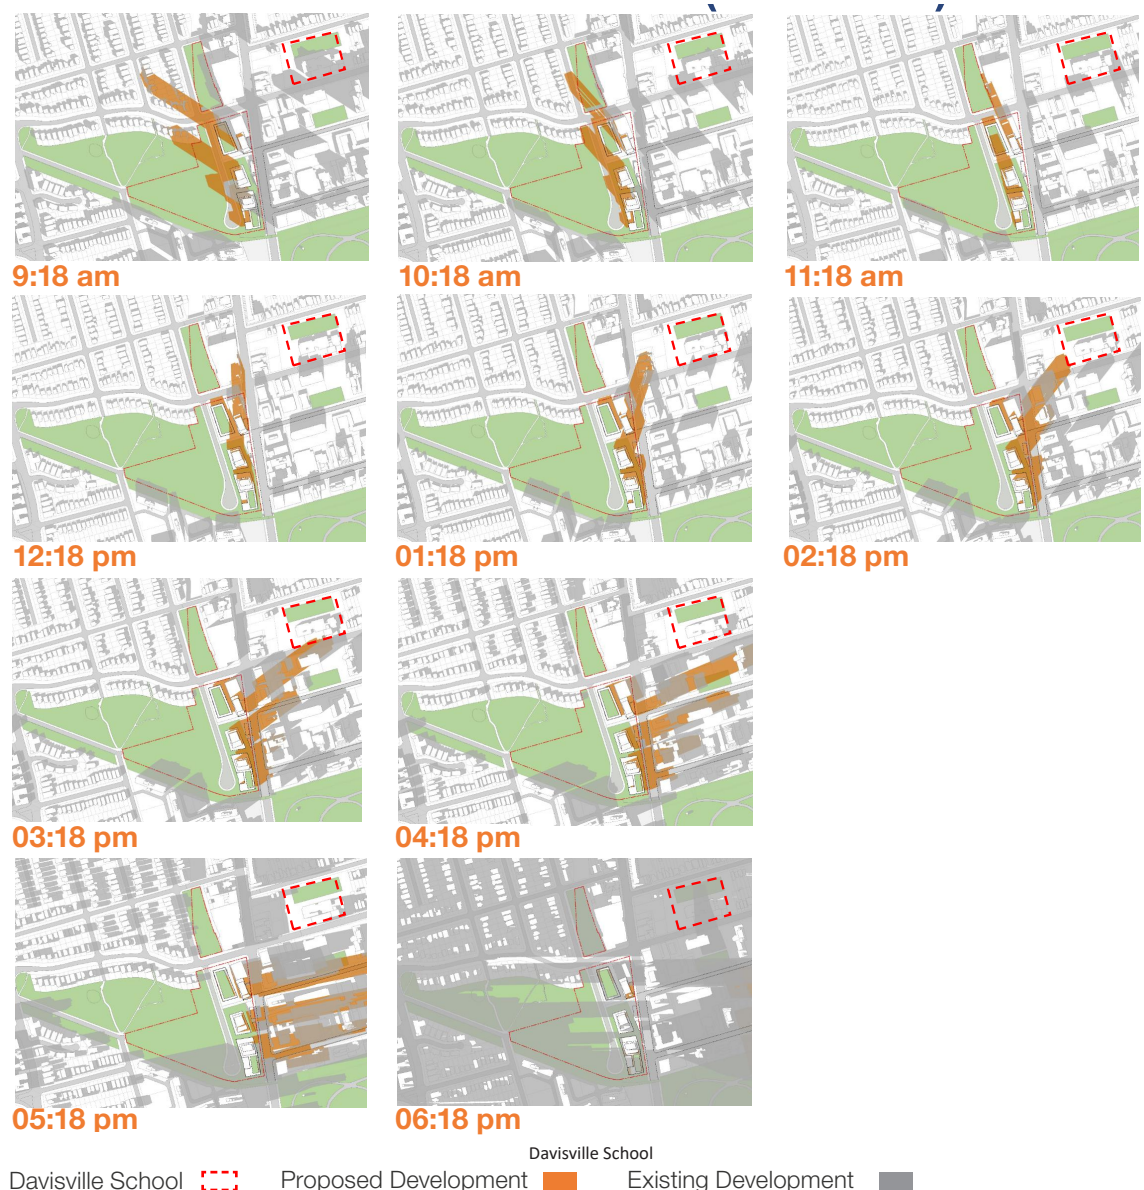 9:18 am
10:18 am
11:18 am
12:18 pm
01:18 pm
02:18 pm
03:18 pm
04:18 pm
05:18 pm
06:18 pm
Davisville School
Davisville School
Proposed Development
Existing Development